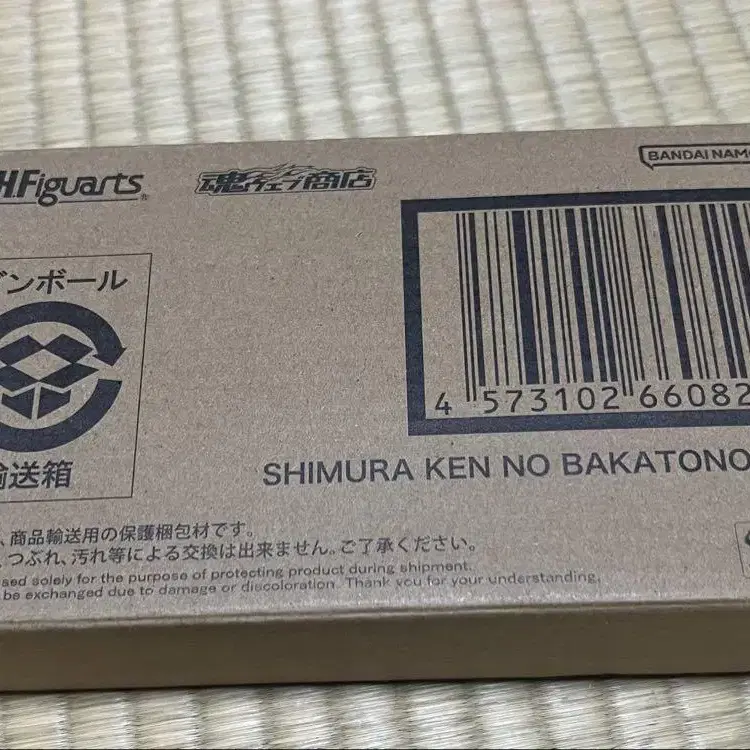 H.Figuarts
魂ウェブ商店
BANDAI NAM
ンボール
輸送箱
4 573102 66082
SHIMURA KEN NO BAKATONO
、商品輸送用の保護梱包材です。
、つぶれ、汚れ等による交換は出来ません。ご了承ください。
sed solely for the purpose of protecting product during shipment.
be exchanged due to damage or discoloration. Thank you for your understanding.